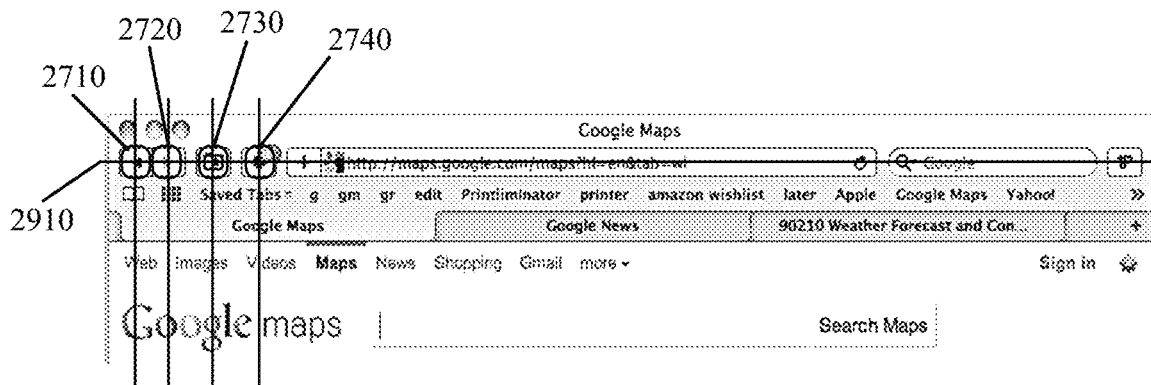 2720 2730 2740
2710
Google Maps
http://maps.google.com/maps?hl=en&tab=wl
Google
2910
Saved Tabs g gm gr edit Printliminator printer amazon wishlist later Apple Google Maps Yahoo! »
Google Maps Google News 90210 Weather Forecast and Con... +
Web Images Videos Maps News Shopping Gmail more Sign in
Google maps Search Maps